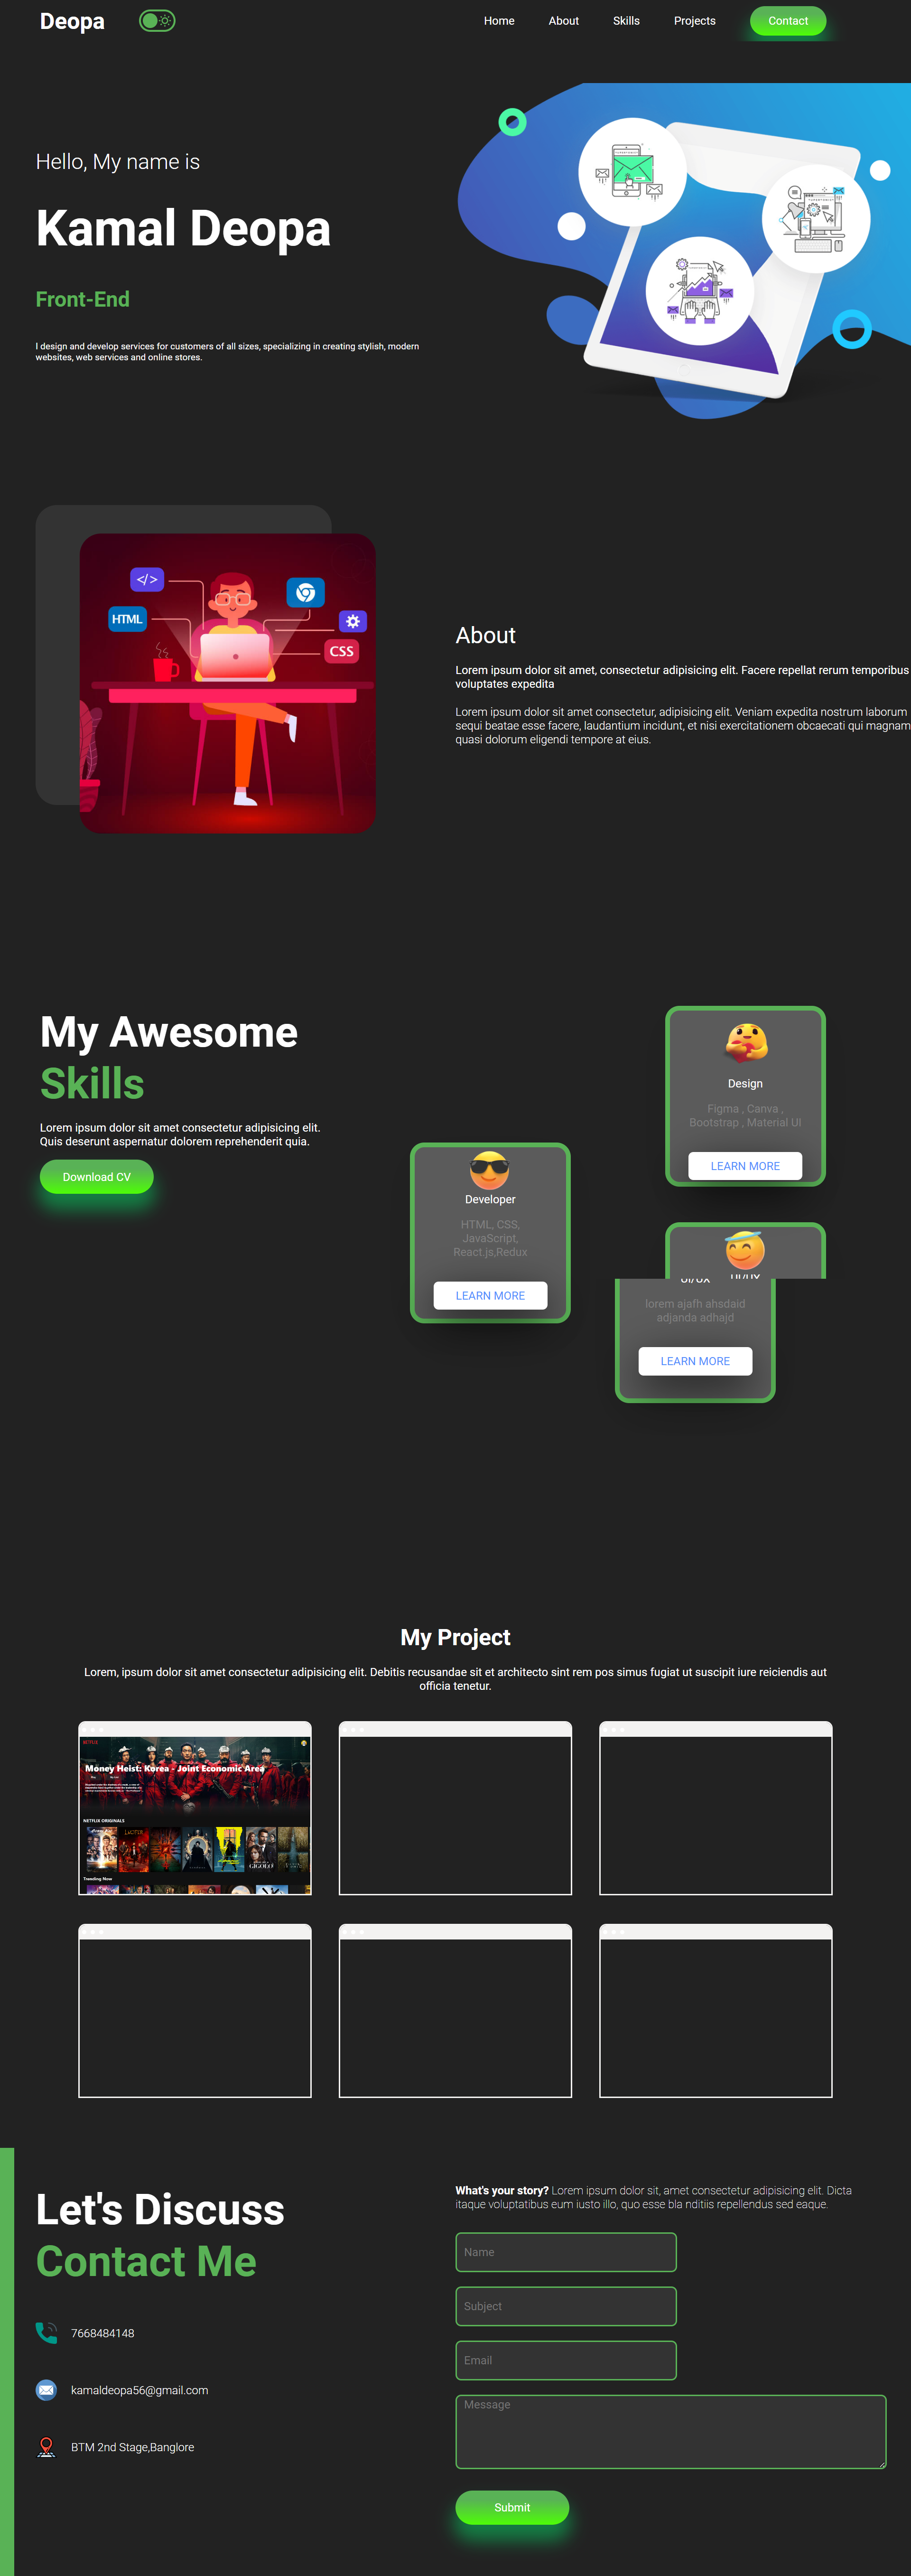 Deopa
Home
About
Skills
Projects
Contact
Hello, My name is
Kamal Deopa
Front-End
I design and develop services for customers of all sizes, specializing in creating stylish, modern
websites, web services and online stores.
</>
HTML
CSS
About
Lorem ipsum dolor sit amet, consectetur adipisicing elit. Facere repellat rerum temporibus
voluptates expedita
Lorem ipsum dolor sit amet consectetur, adipisicing elit. Veniam expedita nostrum laborum
sequi beatae esse facere, laudantium incidunt, et nisi exercitationem obcaecati qui magnam
quasi dolorum eligendi tempore at eius.
My Awesome
Skills
Lorem ipsum dolor sit amet consectetur adipisicing elit.
Quis deserunt aspernatur dolorem reprehenderit quia.
Download CV
Design
Figma , Canva ,
Bootstrap , Material UI
LEARN MORE
Developer
HTML, CSS,
JavaScript,
React.js,Redux
LEARN MORE
UI/UX
UI/UX
lorem ajafh ahsdaid
adjanda adhajd
LEARN MORE
My Project
Lorem, ipsum dolor sit amet consectetur adipisicing elit. Debitis recusandae sit et architecto sint rem pos simus fugiat ut suscipit iure reiciendis aut
officia tenetur.
NETFLIX
Money Heist: Korea - Joint Economic Area
NETFLIX ORIGINALS
LUCIFER
GIGOLO
Trending Now
Let's Discuss
Contact Me
7668484148
kamaldeopa56@gmail.com
BTM 2nd Stage,Banglore
What's your story? Lorem ipsum dolor sit, amet consectetur adipisicing elit. Dicta
itaque voluptatibus eum iusto illo, quo esse bla nditiis repellendus sed eaque.
Name
Subject
Email
Message
Submit